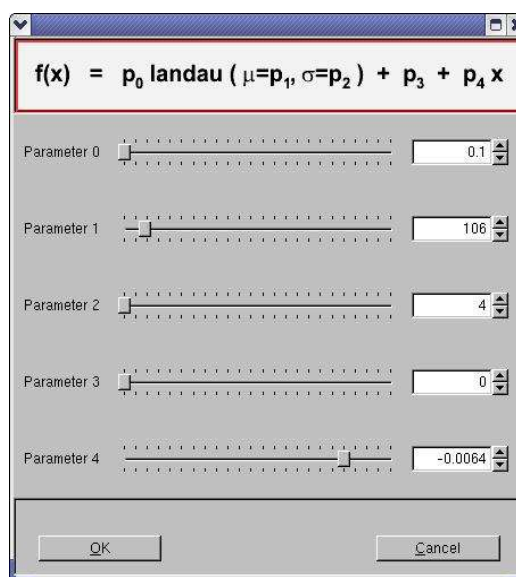 f(x) = p₀ landau ( μ=p₁, σ=p₂ ) + p₃ + p₄ x
Parameter 0 0.1
Parameter 1 106
Parameter 2 4
Parameter 3 0
Parameter 4 -0.0064
OK Cancel